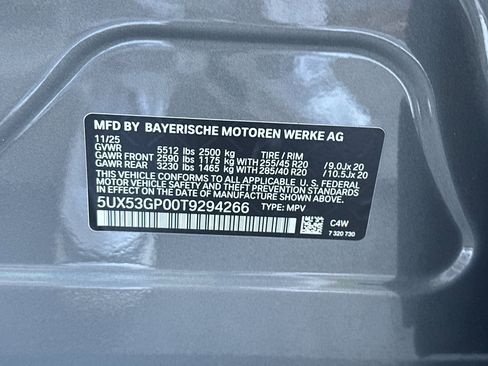 MFD BY BAYERISCHE MOTOREN WERKE AG
11/25
GVWR 5512 lbs 2500 kg TIRE / RIM
GAWR FRONT 2590 lbs 1175 kg WITH 255/45 R20 /9.0Jx 20
GAWR REAR 3230 lbs 1465 kg WITH 285/40 R20 /10.5Jx 20
THIS VEHICLE CONFORMS TO ALL APPLICABLE U. S. FEDERAL
MOTOR VEHICLE SAFETY AND THEFT PREVENTION STANDARDS
IN EFFECT ON THE DATE OF MANUFACTURE SHOWN ABOVE.
5UX53GP00T9294266 TYPE: MPV
C4W
7 320 730